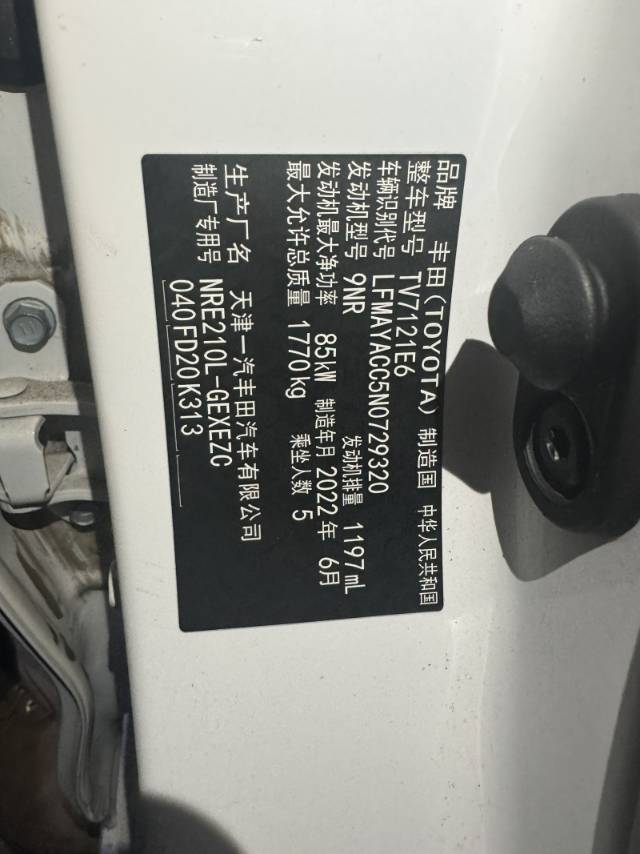 品牌 丰田(TOYOTA) 制造国 中华人民共和国
整车型号 TV7121E6
车辆识别代号 LFMAYACC5N0729320
发动机型号 9NR 发动机排量 1197mL
发动机最大净功率 85kW 制造年月 2022年 6月
最大允许总质量 1770kg 乘坐人数 5
生产厂名 天津一汽丰田汽车有限公司
制造厂专用号 NRE210L-GEXEZC
040 FD20 K313